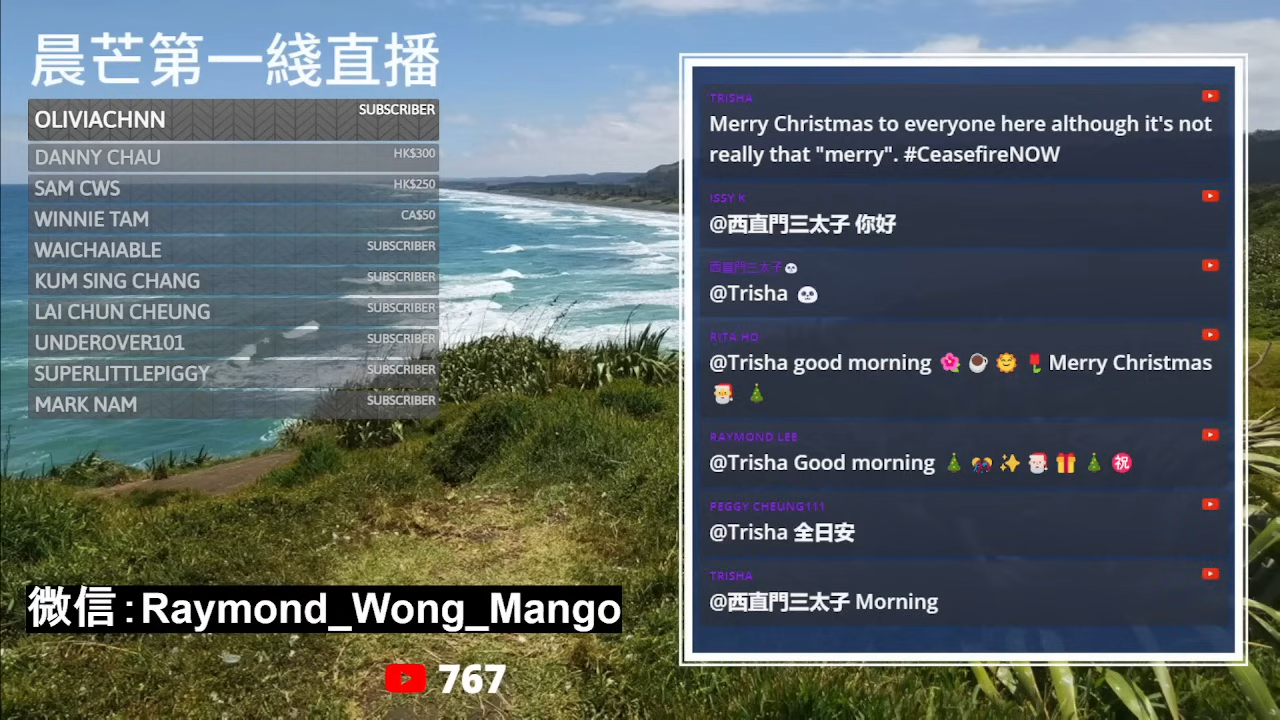 晨芒第一綫直播
OLIVIACHNN SUBSCRIBER
DANNY CHAU HK$300
SAM CWS HK$250
WINNIE TAM CA$50
WAICHAIABLE SUBSCRIBER
KUM SING CHANG SUBSCRIBER
LAI CHUN CHEUNG SUBSCRIBER
UNDEROVER101 SUBSCRIBER
SUPERLITTLEPIGGY SUBSCRIBER
MARK NAM SUBSCRIBER
微信:Raymond_Wong_Mango
767
TRISHA
Merry Christmas to everyone here although it's not
really that "merry". #CeasefireNOW
ISSY K
@西直門三太子 你好
西直門三太子💀
@Trisha 💀
RITA HO
@Trisha good morning 🌺 ☕ 🌞 🌷 Merry Christmas
🎅 🎄
RAYMOND LEE
@Trisha Good morning 🎄 🎊 ✨ 🎅 🎁 🎄 ㊗
PEGGY CHEUNG111
@Trisha 全日安
TRISHA
@西直門三太子 Morning